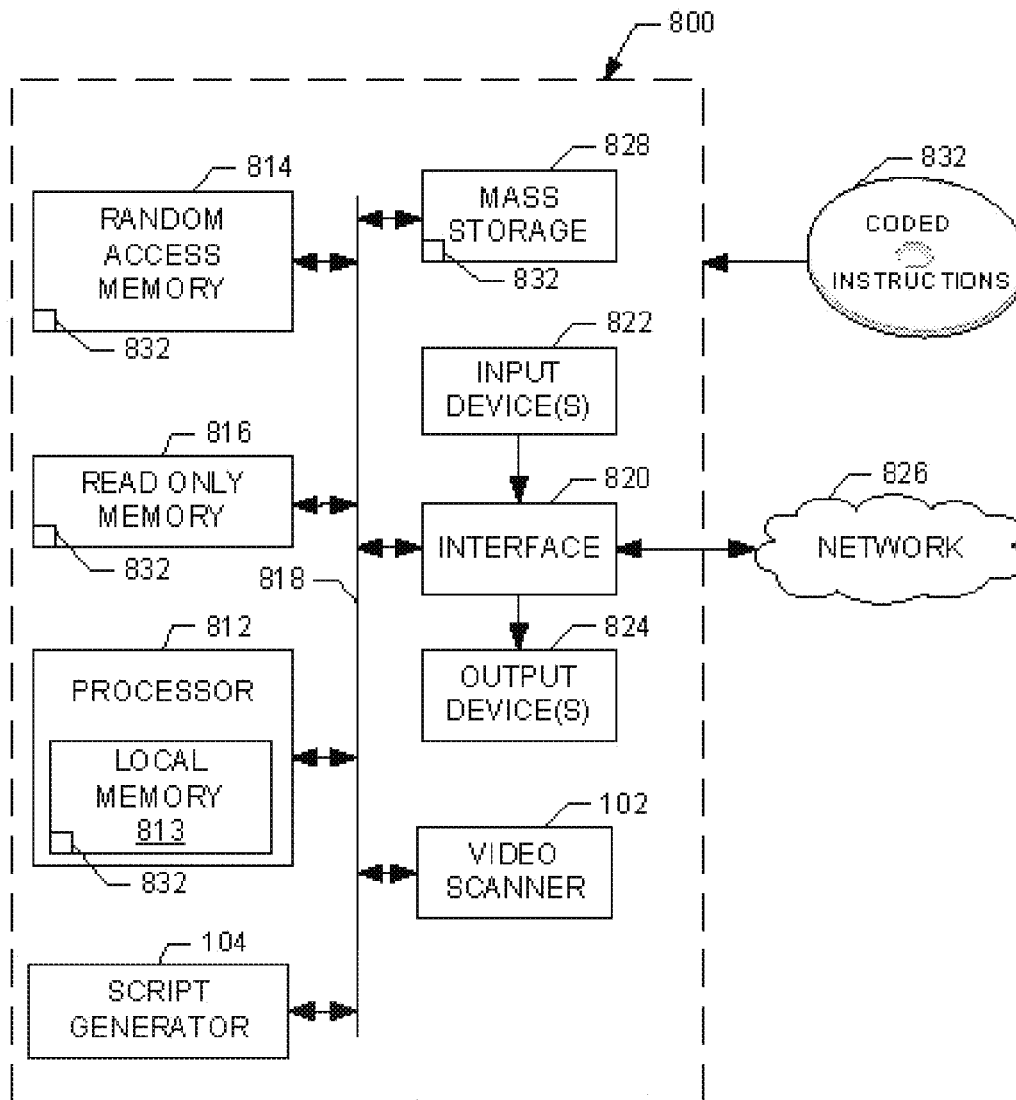 800
814
RANDOM
ACCESS
MEMORY
832
828
MASS
STORAGE
832
832
CODED
INSTRUCTIONS
822
INPUT
DEVICE(S)
816
READ ONLY
MEMORY
832
820
INTERFACE
826
NETWORK
818
812
PROCESSOR
LOCAL
MEMORY
813
832
824
OUTPUT
DEVICE(S)
102
VIDEO
SCANNER
104
SCRIPT
GENERATOR